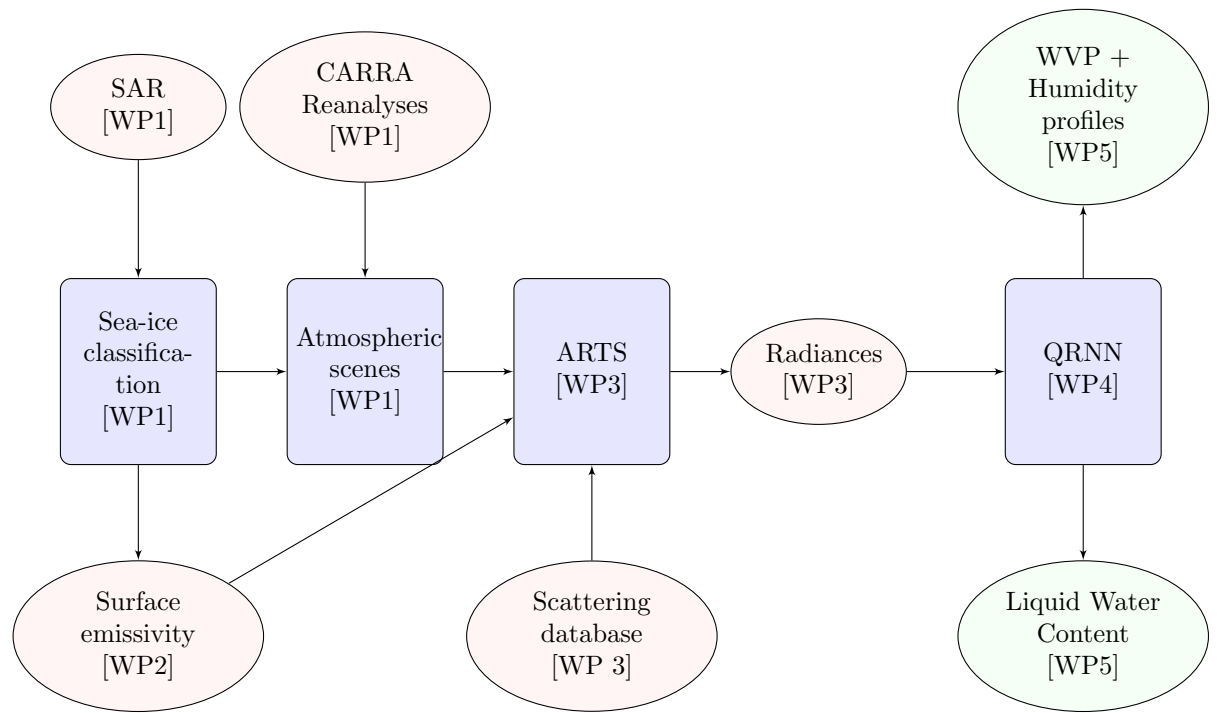 SAR
[WP1]
CARRA
Reanalyses
[WP1]
WVP +
Humidity
profiles
[WP5]
Sea-ice
classifica-
tion
[WP1]
Atmospheric
scenes
[WP1]
ARTS
[WP3]
Radiances
[WP3]
QRNN
[WP4]
Surface
emissivity
[WP2]
Scattering
database
[WP 3]
Liquid Water
Content
[WP5]